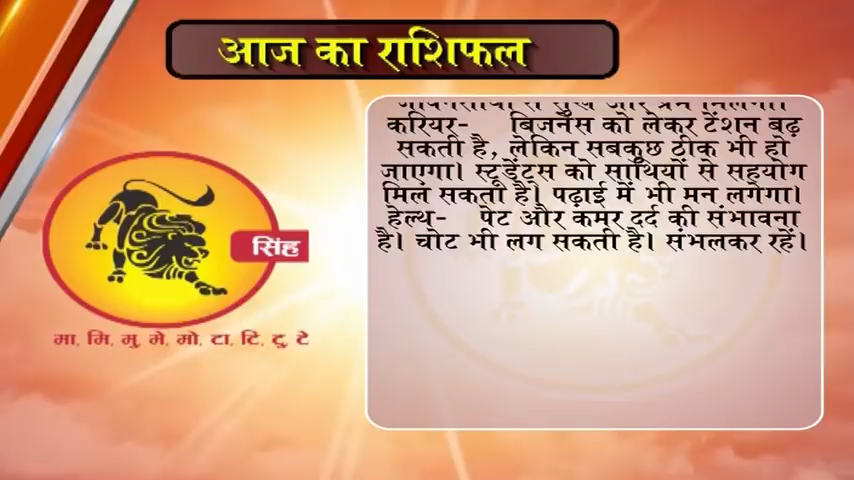 आज का राशिफल
करियर- बिजनेस को लेकर टेंशन बढ़
सकती है, लेकिन सबकुछ ठीक भी हो
जाएगा। स्टूडेंटस को साथियों से सहयोग
मिल सकता है। पढ़ाई में भी मन लगेगा।
हेल्थ- पेट और कमर दर्द की संभावना
है। चोट भी लग सकती है। संभलकर रहें।
सिंह
मा, मि, मु, मे, मो, टा, टि, टु, टे